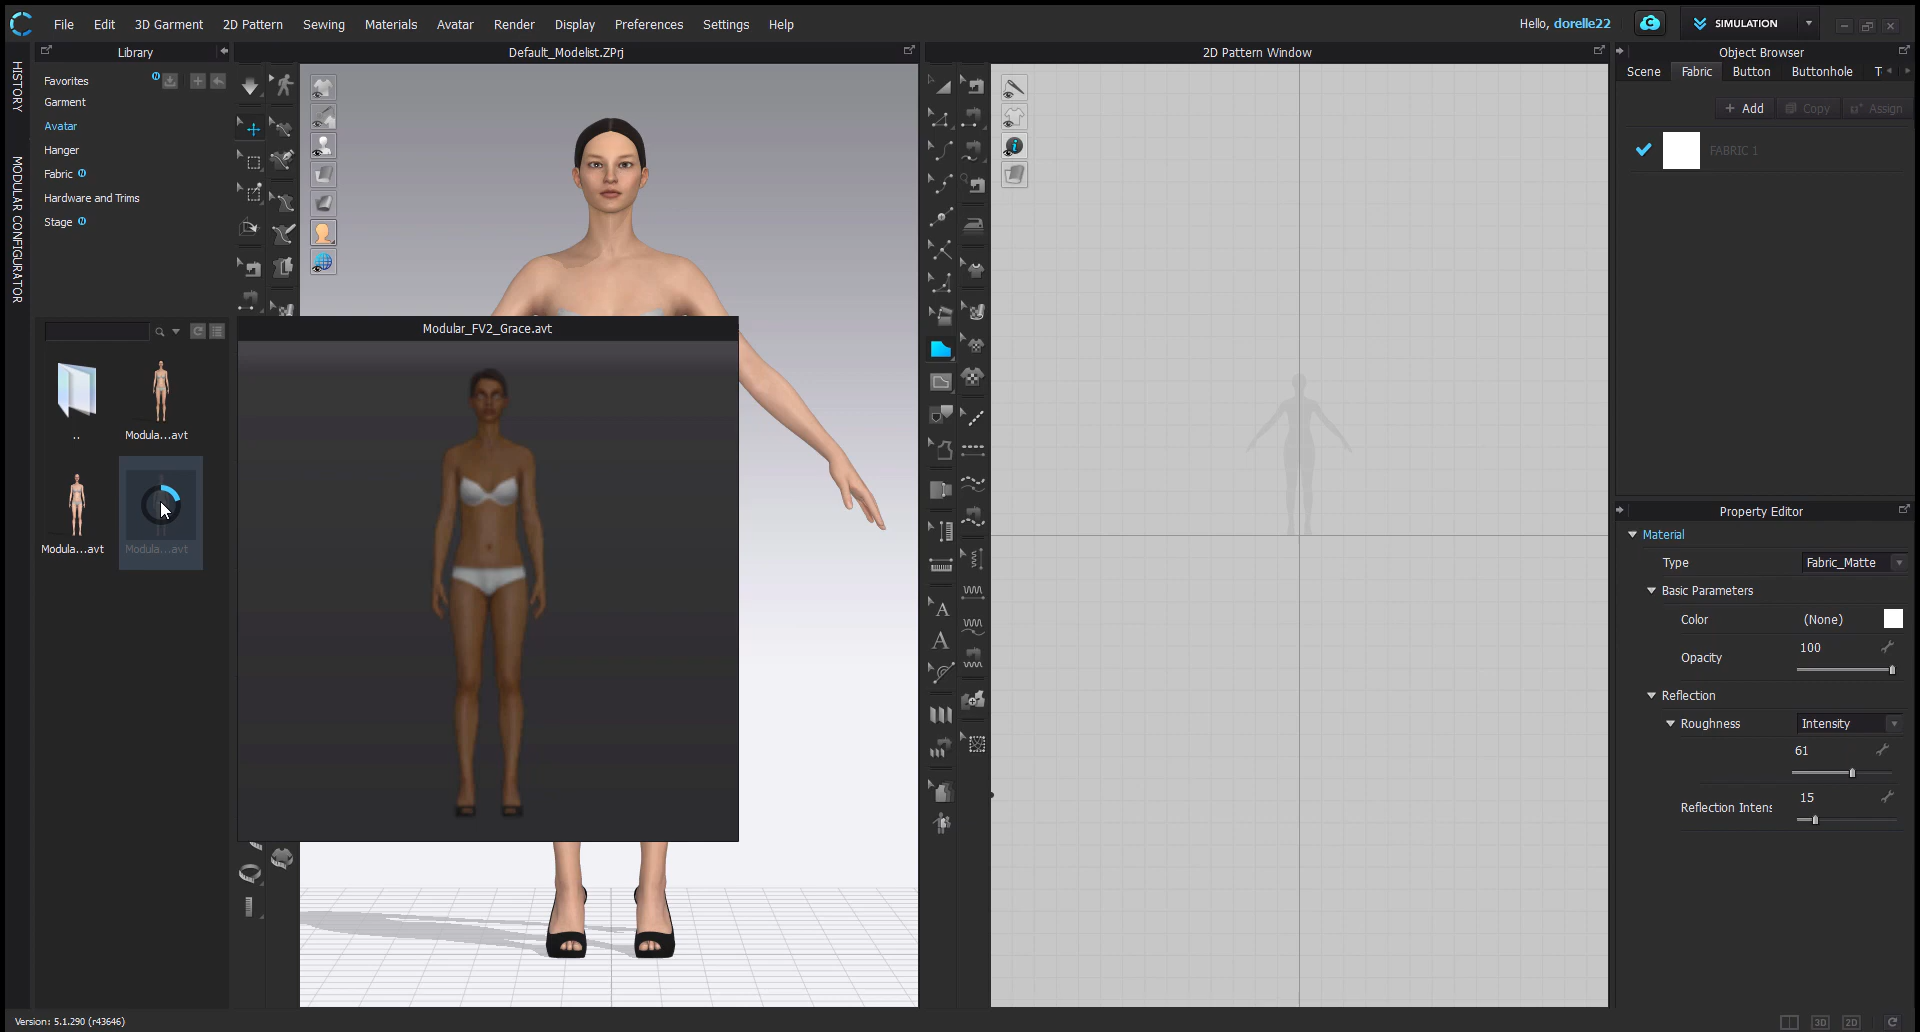 File Edit 3D Garment 2D Pattern Sewing Materials Avatar Render Display Preferences Settings Help
Hello, dorelle22
SIMULATION
Library
Default_Modelist.ZPrj
2D Pattern Window
Object Browser
HISTORY
MODULAR CONFIGURATOR
Favorites
Garment
Avatar
Hanger
Fabric
Hardware and Trims
Stage
..
Modula...avt
Modula...avt
Modula...avt
Modular_FV2_Grace.avt
Scene Fabric Button Buttonhole T
+ Add Copy Assign
FABRIC 1
Property Editor
Material
Type Fabric_Matte
Basic Parameters
Color (None)
Opacity 100
Reflection
Roughness Intensity
61
Reflection Intens 15
Version: 5.1.290 (r43646)
3D 2D